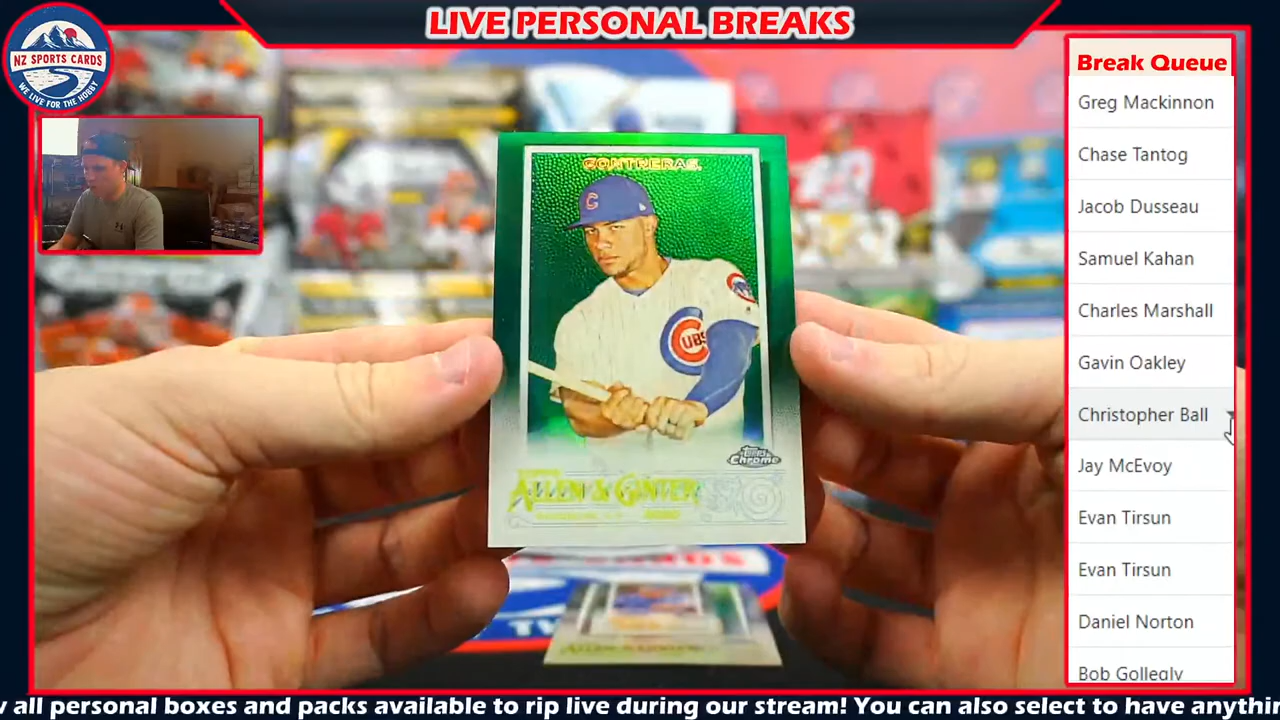 LIVE PERSONAL BREAKS
NZ SPORTS CARDS
WE LIVE FOR THE HOBBY
Break Queue
Greg Mackinnon
Chase Tantog
Jacob Dusseau
Samuel Kahan
Charles Marshall
Gavin Oakley
Christopher Ball
Jay McEvoy
Evan Tirsun
Evan Tirsun
Daniel Norton
Bob Gollegly
CONTRERAS.
C
CUBS
Topps
Chrome
ALLEN & GINTER
y all personal boxes and packs available to rip live during our stream! You can also select to have anythin